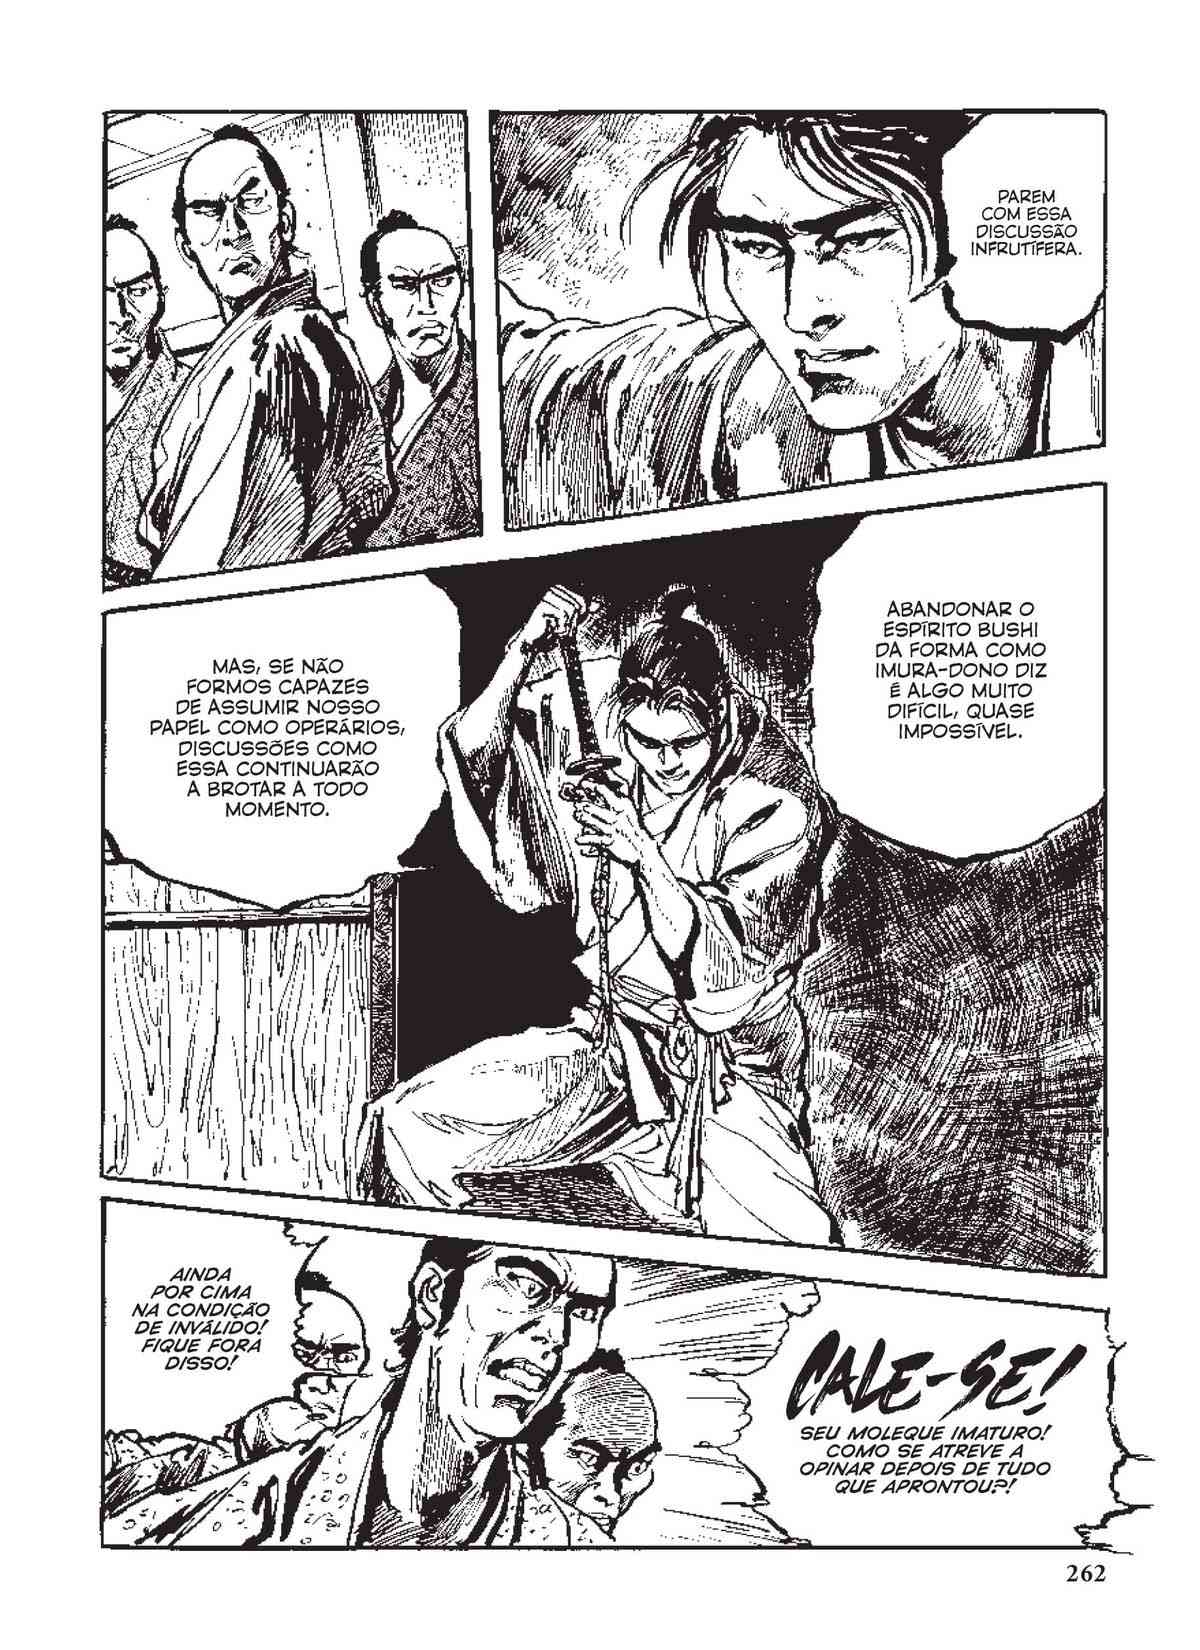 PAREM
COM ESSA
DISCUSSÃO
INFRUTÍFERA.
ABANDONAR O
ESPÍRITO BUSHI
DA FORMA COMO
IMURA-DONO DIZ
É ALGO MUITO
DIFÍCIL, QUASE
IMPOSSÍVEL.
MAS, SE NÃO
FORMOS CAPAZES
DE ASSUMIR NOSSO
PAPEL COMO OPERÁRIOS,
DISCUSSÕES COMO
ESSA CONTINUARÃO
A BROTAR A TODO
MOMENTO.
CALE-SE!
SEU MOLEQUE IMATURO!
COMO SE ATREVE A
OPINAR DEPOIS DE TUDO
QUE APRONTOU?!
AINDA
POR CIMA
NA CONDIÇÃO
DE INVÁLIDO!
FIQUE FORA
DISSO!
262